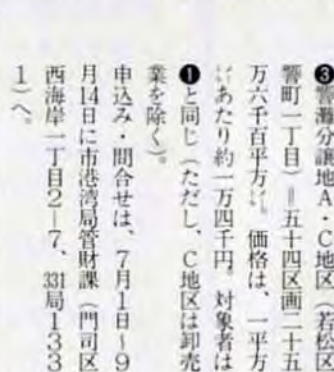 ❸響灘分譲地A・C地区(若松区
響町一丁目)=五十四区画二十五
万六千百平方㍍。価格は、一平方
㍍あたり約一万四千円。対象者は
❶と同じ(ただし、C地区は卸売
業を除く)。
申込み・問合せは、7月1日〜9
月14日に市港湾局管財課(門司区
西海岸一丁目2ー7、331局133
1)へ。